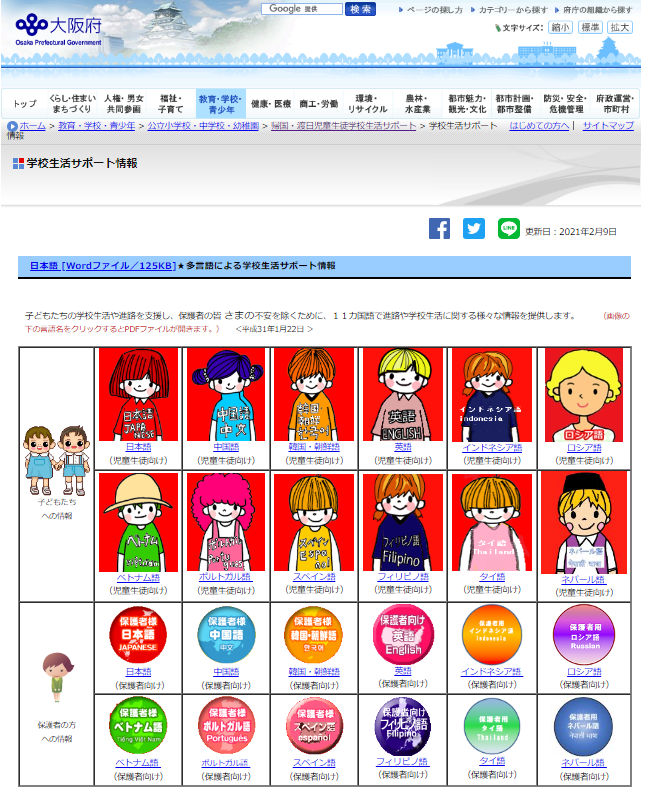 大阪府
Osaka Prefectural Government
Google 提供
検索
ページの探し方
カテゴリーから探す
府庁の組織から探す
文字サイズ: 縮小 標準 拡大
トップ
くらし・住まい・まちづくり
人権・男女共同参画
福祉・子育て
教育・学校・青少年
健康・医療
商工・労働
環境・リサイクル
農林・水産業
都市魅力・観光・文化
都市計画・都市整備
防災・安全・危機管理
府政運営・市町村
ホーム > 教育・学校・青少年 > 公立小学校・中学校・幼稚園 > 帰国・渡日児童生徒学校生活サポート > 学校生活サポート情報
はじめての方へ | サイトマップ
学校生活サポート情報
LINE
更新日:2021年2月9日
日本語 [Wordファイル/125KB]★多言語による学校生活サポート情報
子どもたちの学校生活や進路を支援し、保護者の皆 さまの不安を除くために、11カ国語で進路や学校生活に関する様々な情報を提供します。 (画像の
下の言語名をクリックするとPDFファイルが開きます。) <平成31年1月22日 >
子どもたち
への情報
日本語 JAPANESE
中国語 中文
韓国 朝鮮 한국어
英語 ENGLISH
インドネシア語 indonesia
ロシア語
日本語 中国語 韓国・朝鮮語 英語 インドネシア語 ロシア語
(児童生徒向け) (児童生徒向け) (児童生徒向け) (児童生徒向け) (児童生徒向け) (児童生徒向け)
ベトナム
スペイン Espanol
フィリピノ語 Filipino
タイ語 Thailand
ネパール語
ベトナム語 ポルトガル語 スペイン語 フィリピノ語 タイ語 ネパール語
(児童生徒向け) (児童生徒向け) (児童生徒向け) (児童生徒向け) (児童生徒向け) (児童生徒向け)
保護者の方
への情報
保護者様 日本語 JAPANESE
保護者様 中国語 中文
保護者様 韓国・朝鮮語 한국어
保護者向け 英語 English
保護者用 インドネシア語 indonesia
保護者用 ロシア語 Russian
日本語 中国語 韓国・朝鮮語 英語 インドネシア語 ロシア語
(保護者向け) (保護者向け) (保護者向け) (保護者向け) (保護者向け) (保護者向け)
保護者様 ベトナム語 Tiếng Việt Nam
保護者様 ポルトガル語 Português
保護者様 スペイン語 español
保護者向け フィリピノ語 Filipino
保護者用 タイ語 Thailand
保護者用 ネパール語
ベトナム語 ポルトガル語 スペイン語 フィリピノ語 タイ語 ネパール語
(保護者向け) (保護者向け) (保護者向け) (保護者向け) (保護者向け) (保護者向け)